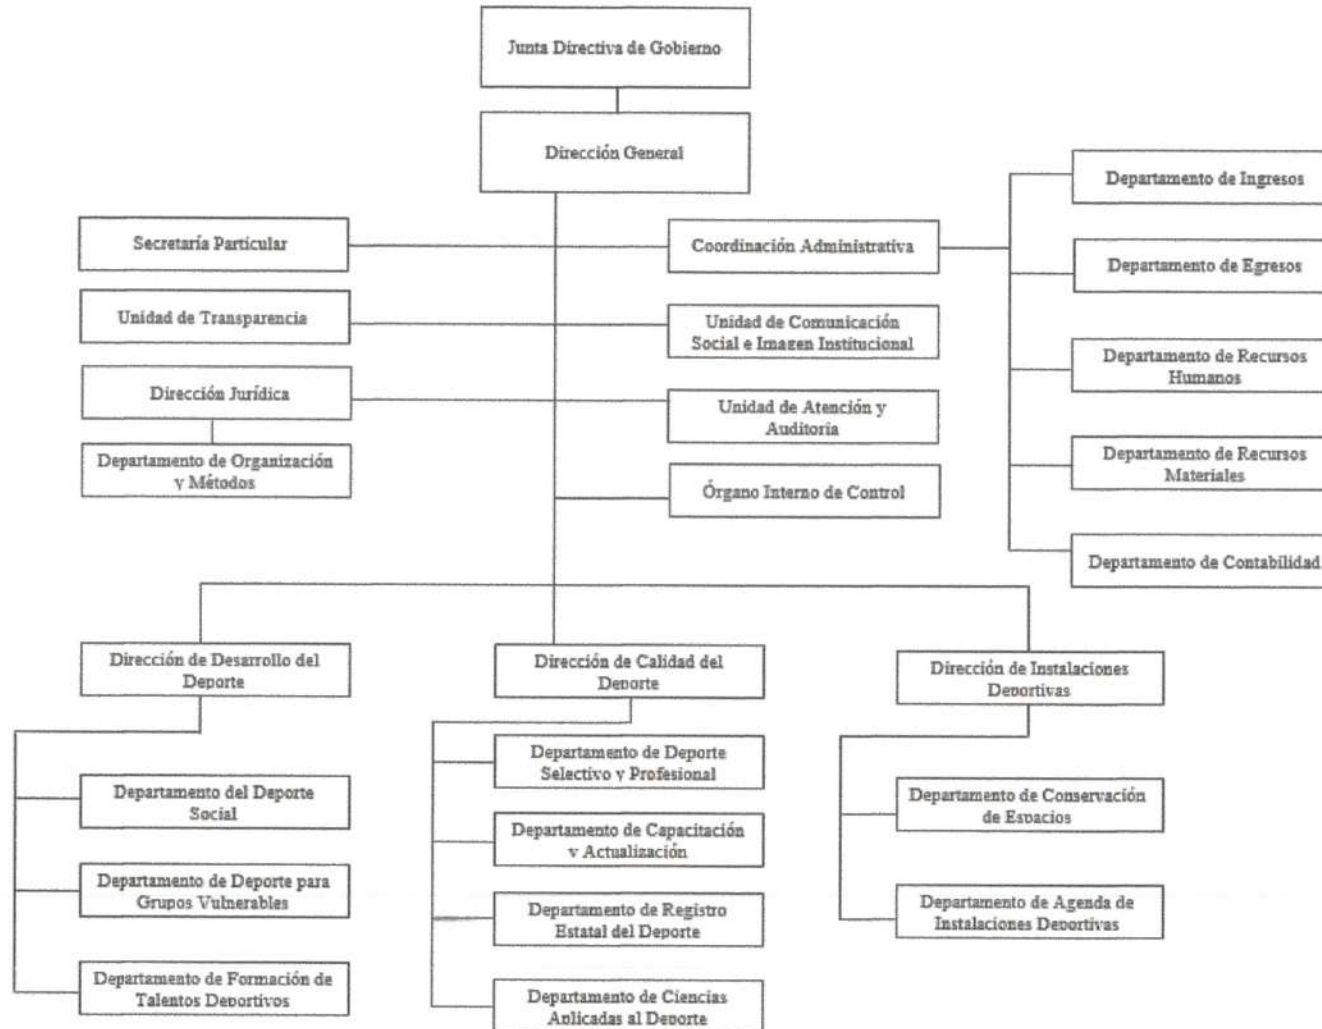 Junta Directiva de Gobierno
Dirección General
Secretaría Particular
Coordinación Administrativa
Departamento de Ingresos
Departamento de Egresos
Unidad de Transparencia
Unidad de Comunicación
Social e Imagen Institucional
Departamento de Recursos
Humanos
Dirección Jurídica
Unidad de Atención y
Auditoria
Departamento de Organización
y Métodos
Departamento de Recursos
Materiales
Órgano Interno de Control
Departamento de Contabilidad
Dirección de Desarrollo del
Deporte
Dirección de Calidad del
Deporte
Dirección de Instalaciones
Deportivas
Departamento del Deporte
Social
Departamento de Deporte para
Grupos Vulnerables
Departamento de Formación de
Talentos Deportivos
Departamento de Deporte
Selectivo y Profesional
Departamento de Capacitación
y Actualización
Departamento de Registro
Estatal del Deporte
Departamento de Ciencias
Aplicadas al Deporte
Departamento de Conservación
de Espacios
Departamento de Agenda de
Instalaciones Deportivas